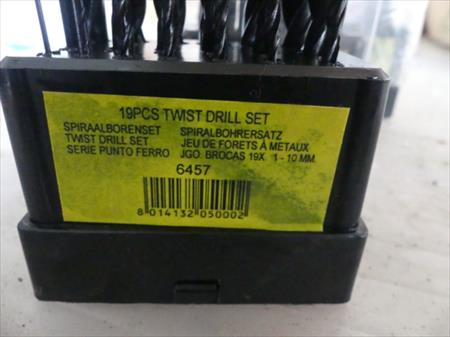 19PCS TWIST DRILL SET
SPIRAALBORENSET SPIRALBOHRERSATZ
TWIST DRILL SET JEU DE FORETS À METAUX
SERIE PUNTO FERRO JGO. BROCAS 19X 1-10 MM.
6457
8 014132 050002